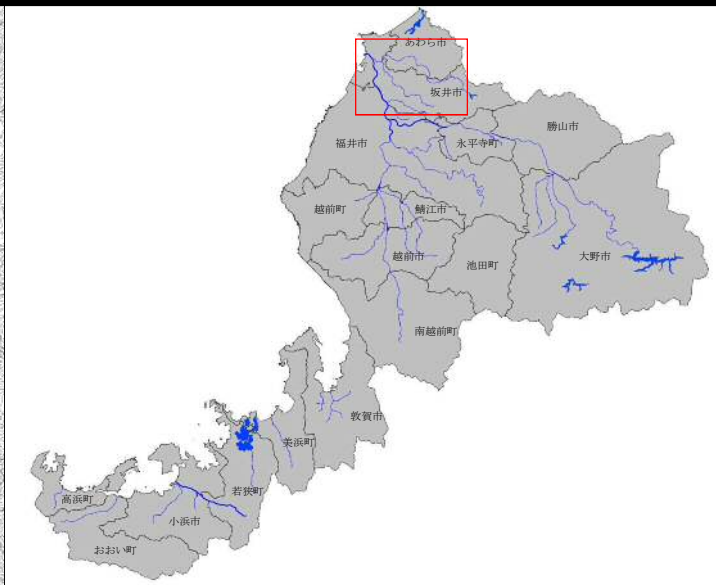 あわら市
坂井市
勝山市
福井市
永平寺町
越前町
鯖江市
越前市
池田町
大野市
南越前町
敦賀市
美浜町
若狭町
高浜町
小浜市
おおい町